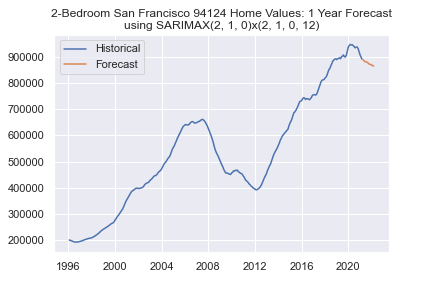 2-Bedroom San Francisco 94124 Home Values: 1 Year Forecast
using SARIMAX(2, 1, 0)x(2, 1, 0, 12)
Historical
Forecast
900000
800000
700000
600000
500000
400000
300000
200000
1996 2000 2004 2008 2012 2016 2020